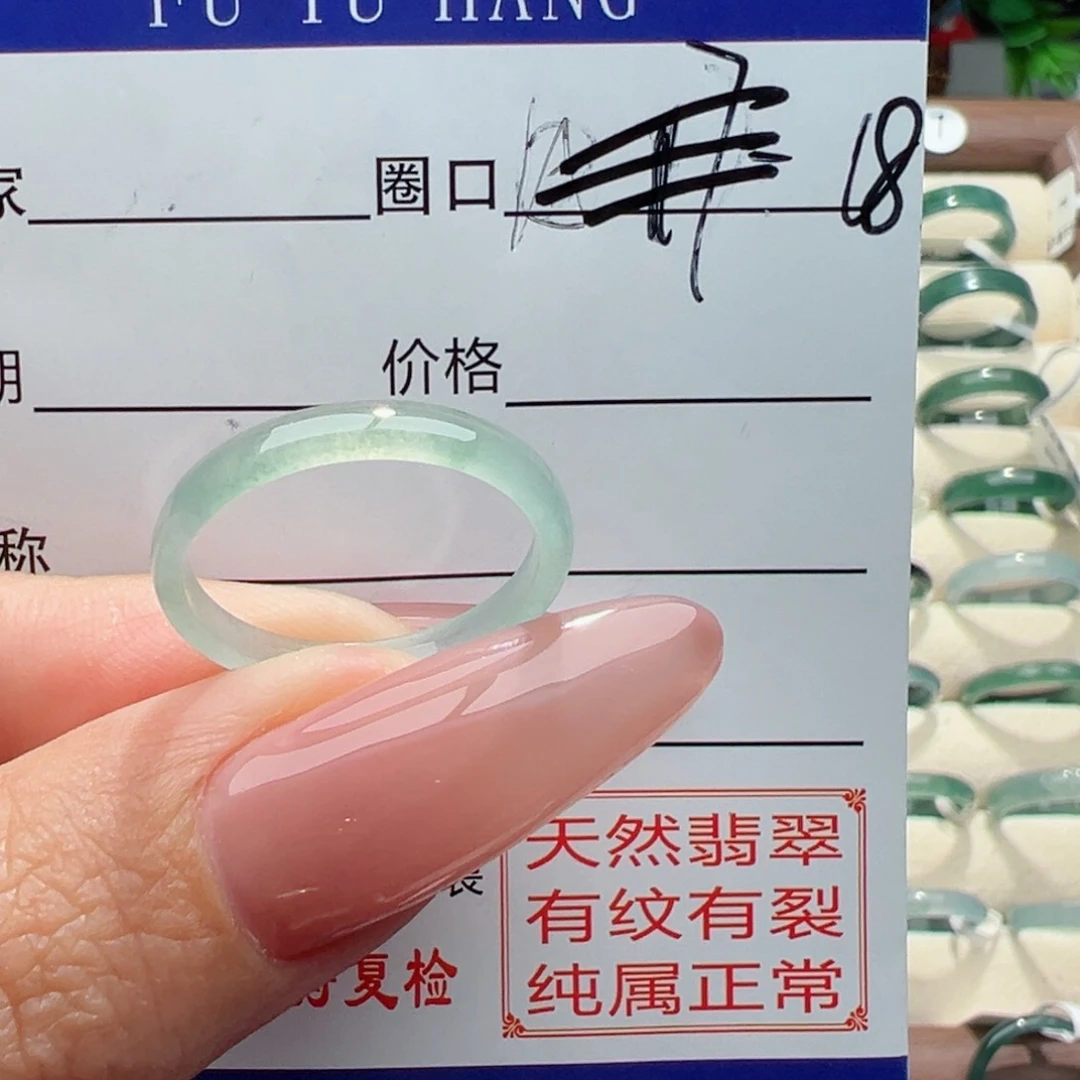 FU YU HANG
家 圈口 18
期 价格
称
装
复检
天然翡翠
有纹有裂
纯属正常